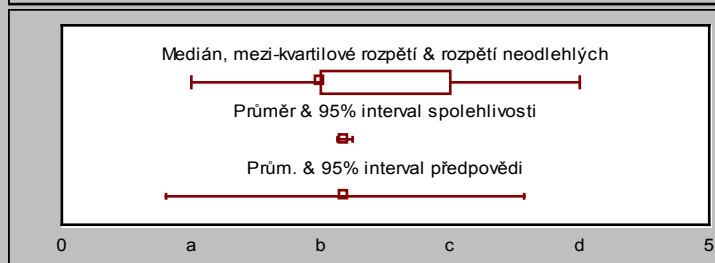 Medián, mezi-kvartilové rozpětí & rozpětí neodlehlých
Průměr & 95% interval spolehlivosti
Prům. & 95% interval předpovědi
0 a b c d 5